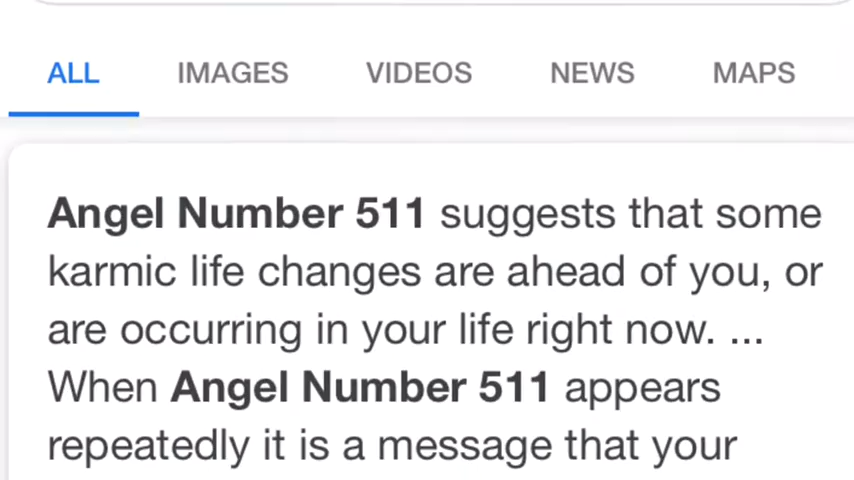 ALL IMAGES VIDEOS NEWS MAPS
Angel Number 511 suggests that some
karmic life changes are ahead of you, or
are occurring in your life right now. ...
When Angel Number 511 appears
repeatedly it is a message that your